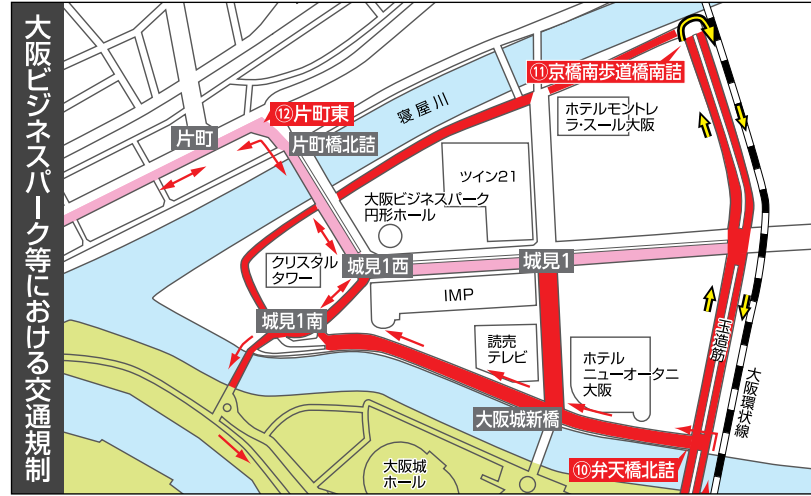 大阪ビジネスパーク等における交通規制
⑪京橋南歩道橋南詰
⑫片町東
寝屋川
ホテルモントレ
ラ・スール大阪
片町
片町橋北詰
ツイン21
大阪ビジネスパーク
円形ホール
クリスタル
タワー
城見1西
城見1
IMP
城見1南
読売
テレビ
ホテル
ニューオータニ
大阪
玉造筋
大阪環状線
大阪城新橋
大阪城
ホール
⑩弁天橋北詰